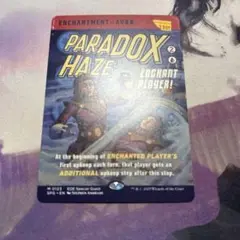 ENCHANTMENT — AURA
PARADOX
HAZE
2
ENCHANT
PLAYER!
At the beginning of ENCHANTED PLAYER'S
first upkeep each turn, that player gets an
ADDITIONAL upkeep step after this step.